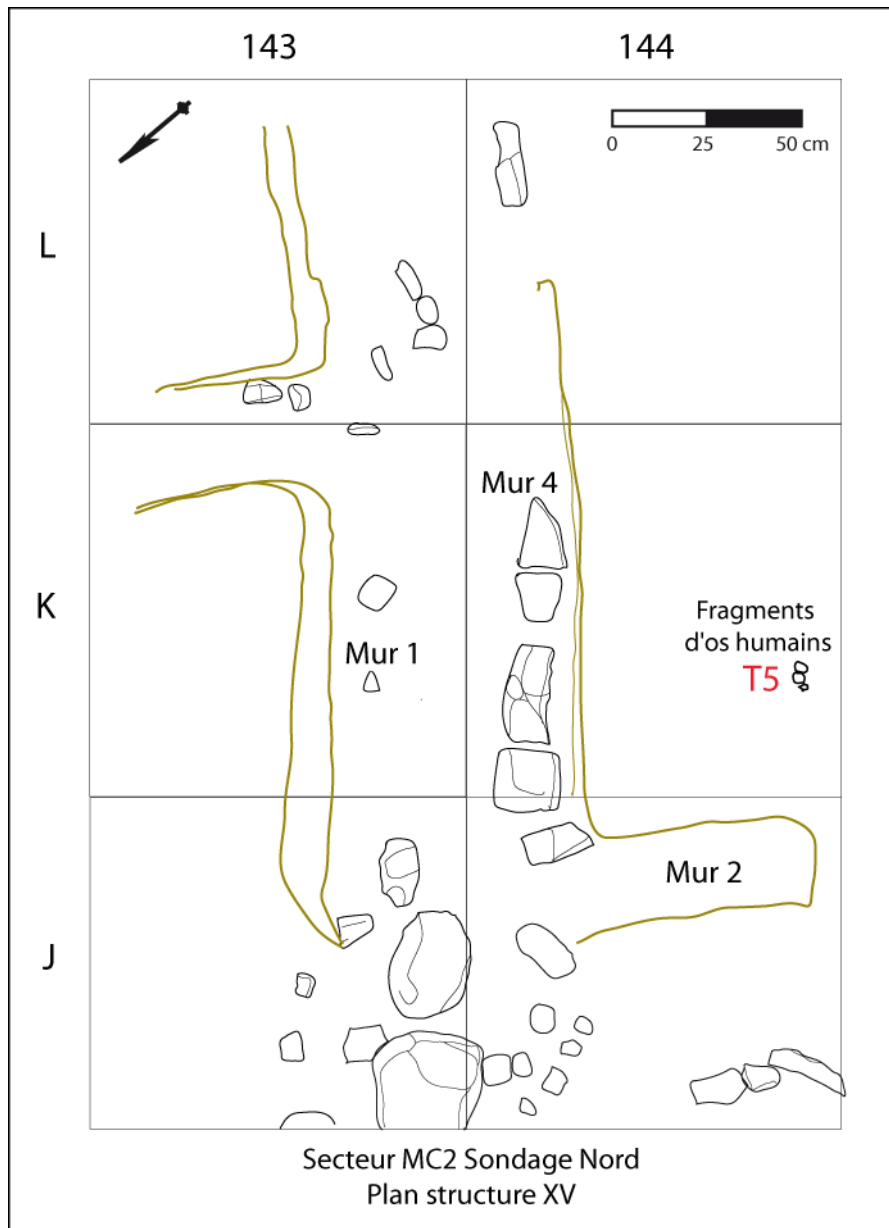 143
144
0 25 50 cm
L
Mur 4
K
Fragments
d'os humains
Mur 1
T5
Mur 2
J
Secteur MC2 Sondage Nord
Plan structure XV